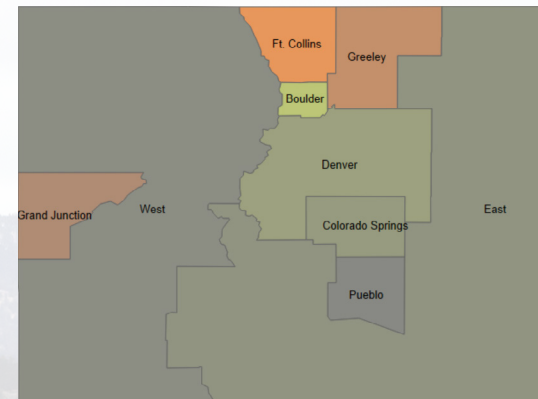 Ft. Collins
Greeley
Boulder
Denver
Grand Junction
West
East
Colorado Springs
Pueblo